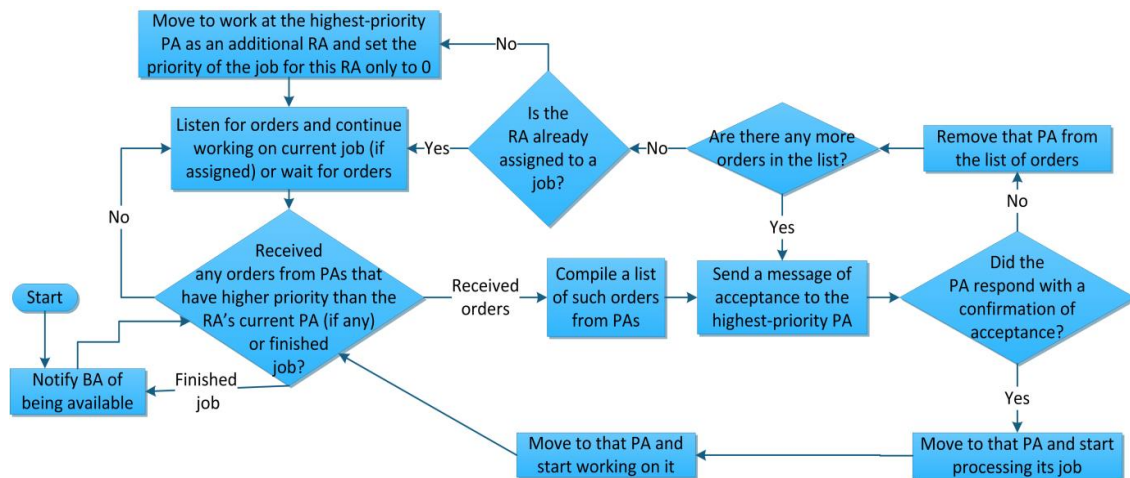 Move to work at the highest-priority
PA as an additional RA and set the
priority of the job for this RA only to 0
No
Is the
RA already
assigned to a
job?
Listen for orders and continue
working on current job (if
assigned) or wait for orders
Yes
No
Are there any more
orders in the list?
Remove that PA from
the list of orders
No
Yes
No
Received
any orders from PAs that
have higher priority than the
RA's current PA (if any)
or finished
job?
Received
orders
Compile a list
of such orders
from PAs
Send a message of
acceptance to the
highest-priority PA
Did the
PA respond with a
confirmation of
acceptance?
Start
Notify BA of
being available
Finished
job
Yes
Move to that PA and
start working on it
Move to that PA and start
processing its job